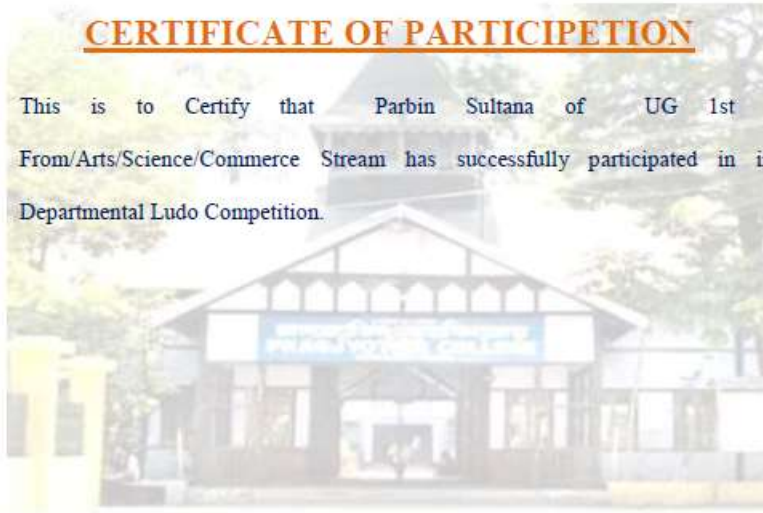 CERTIFICATE OF PARTICIPETION
This is to Certify that Parbin Sultana of UG 1st
From/Arts/Science/Commerce Stream has successfully participated in
Departmental Ludo Competition.
COLLEGE